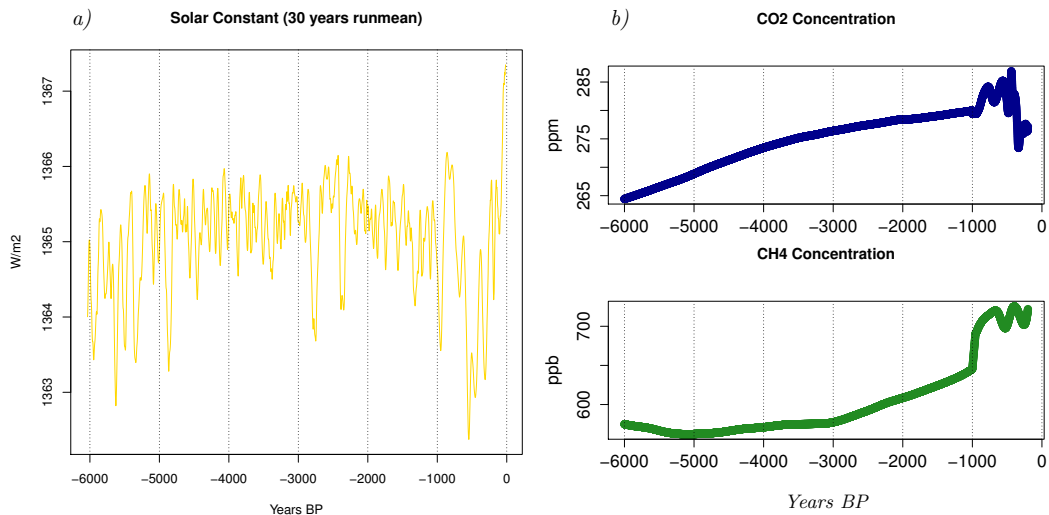 a)
Solar Constant (30 years runmean)
W/m2
1367
1366
1365
1364
1363
−6000 −5000 −4000 −3000 −2000 −1000 0
Years BP
b)
CO2 Concentration
ppm
285
275
265
−6000 −5000 −4000 −3000 −2000 −1000 0
CH4 Concentration
ppb
700
600
−6000 −5000 −4000 −3000 −2000 −1000 0
Years BP